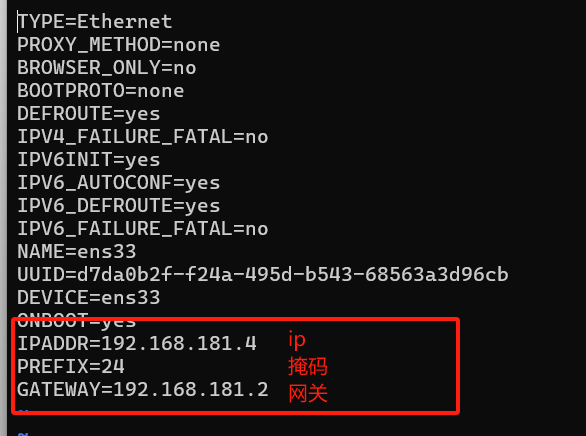 TYPE=Ethernet
PROXY_METHOD=none
BROWSER_ONLY=no
BOOTPROTO=none
DEFROUTE=yes
IPV4_FAILURE_FATAL=no
IPV6INIT=yes
IPV6_AUTOCONF=yes
IPV6_DEFROUTE=yes
IPV6_FAILURE_FATAL=no
NAME=ens33
UUID=d7da0b2f-f24a-495d-b543-68563a3d96cb
DEVICE=ens33
ONBOOT=yes
IPADDR=192.168.181.4 ip
PREFIX=24 掩码
GATEWAY=192.168.181.2 网关
~
~